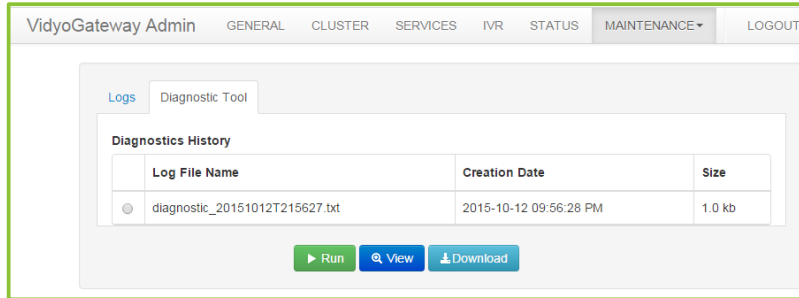 VidyoGateway Admin GENERAL CLUSTER SERVICES IVR STATUS MAINTENANCE LOGOUT
Logs Diagnostic Tool
Diagnostics History
Log File Name Creation Date Size
diagnostic_20151012T215627.txt 2015-10-12 09:56:28 PM 1.0 kb
Run View Download